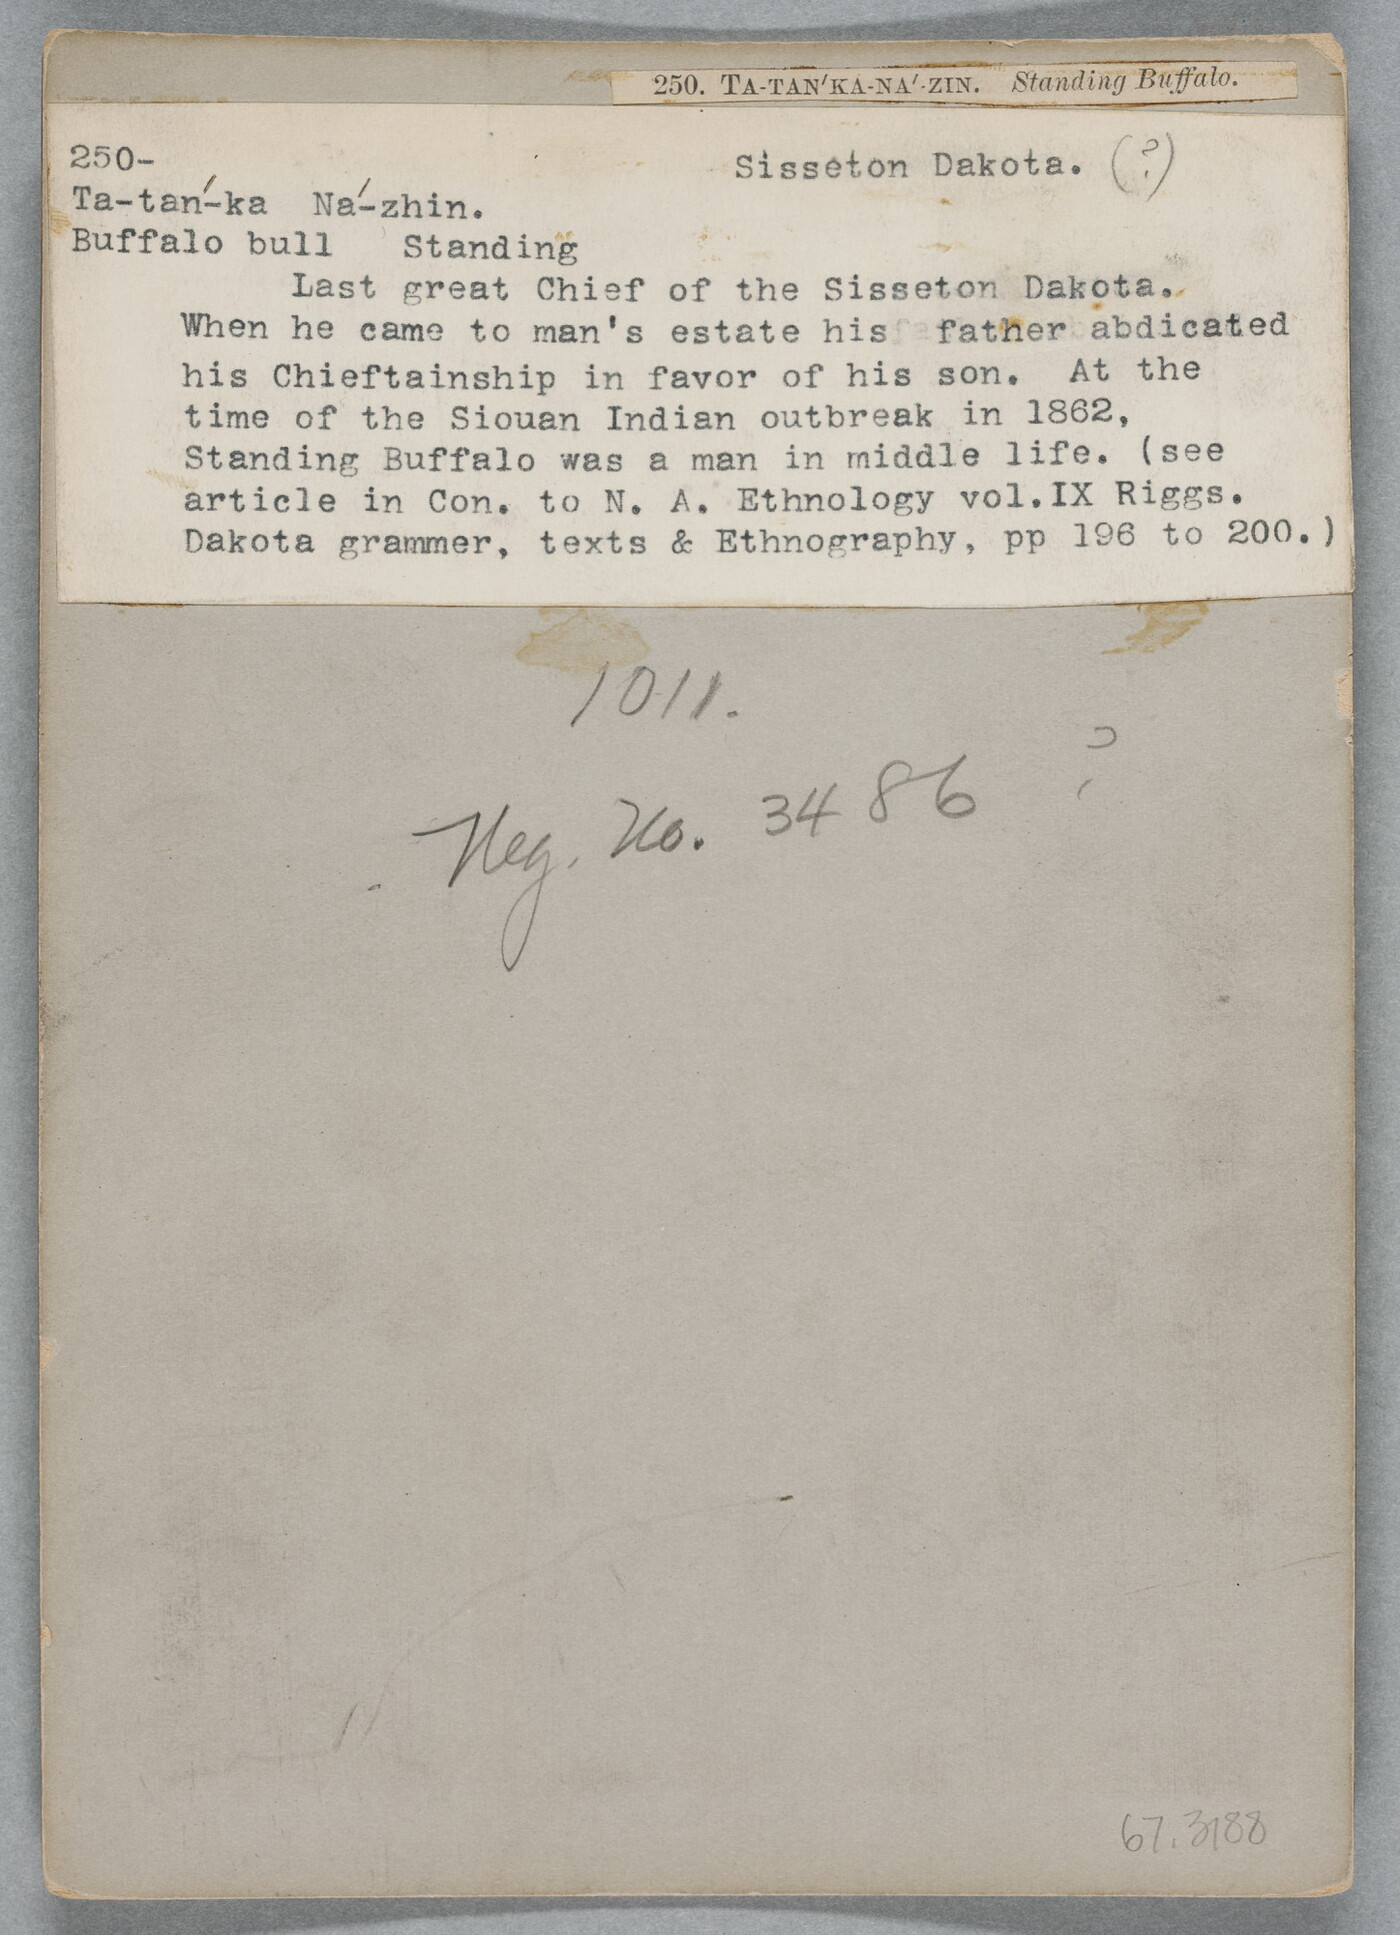 250. TA-TAN'KA-NA'-ZIN. Standing Buffalo.
250-
Sisseton Dakota. (?)
Ta-tan'-ka Na'-zhin.
Buffalo bull Standing
Last great Chief of the Sisseton Dakota.
When he came to man's estate his father abdicated
his Chieftainship in favor of his son. At the
time of the Siouan Indian outbreak in 1862,
Standing Buffalo was a man in middle life. (see
article in Con. to N. A. Ethnology vol.IX Riggs.
Dakota grammer, texts & Ethnography, pp 196 to 200.)
1011.
Neg. No. 3486 ?
67.3188